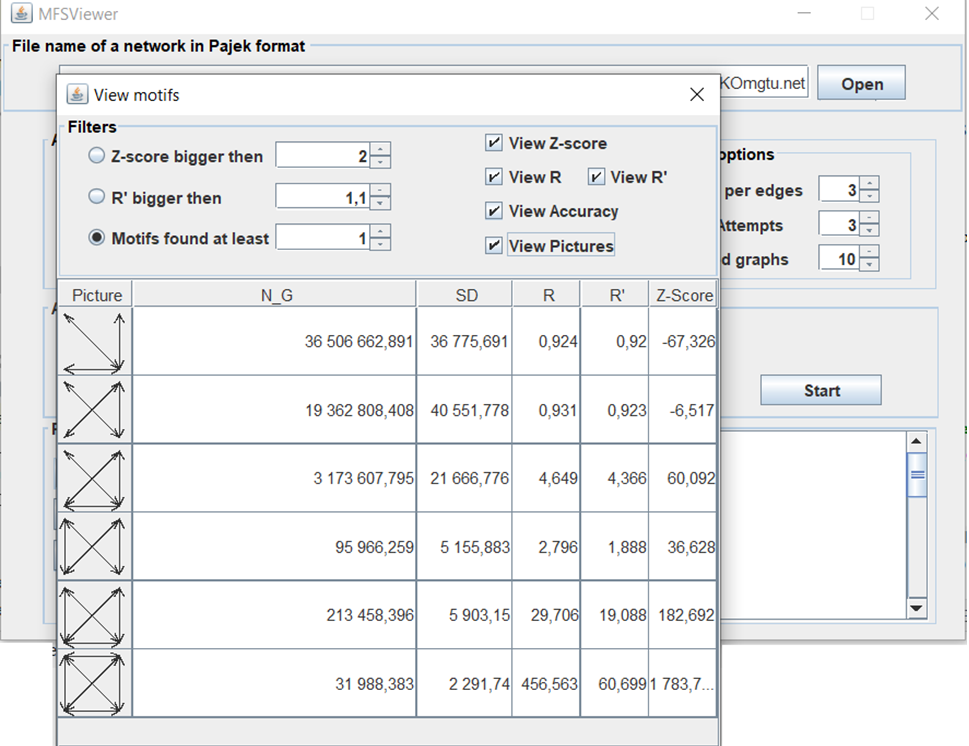 MFSViewer
File name of a network in Pajek format
KOmgtu.net Open
View motifs
Filters
Z-score bigger then 2
R' bigger then 1,1
Motifs found at least 1
View Z-score
View R View R'
View Accuracy
View Pictures
options
per edges 3
Attempts 3
d graphs 10
Start
Picture N_G SD R R' Z-Score
36 506 662,891 36 775,691 0,924 0,92 -67,326
19 362 808,408 40 551,778 0,931 0,923 -6,517
3 173 607,795 21 666,776 4,649 4,366 60,092
95 966,259 5 155,883 2,796 1,888 36,628
213 458,396 5 903,15 29,706 19,088 182,692
31 988,383 2 291,74 456,563 60,699 1 783,7...